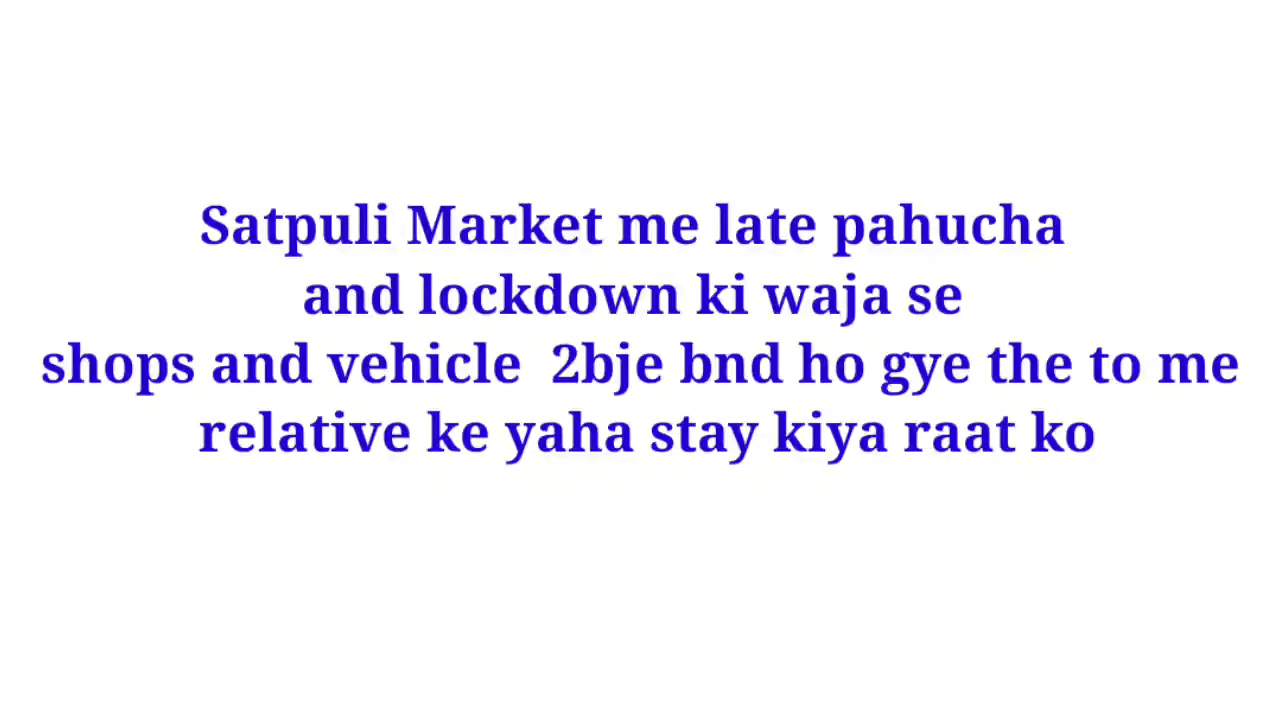 Satpuli Market me late pahucha
and lockdown ki waja se
shops and vehicle 2bje bnd ho gye the to me
relative ke yaha stay kiya raat ko